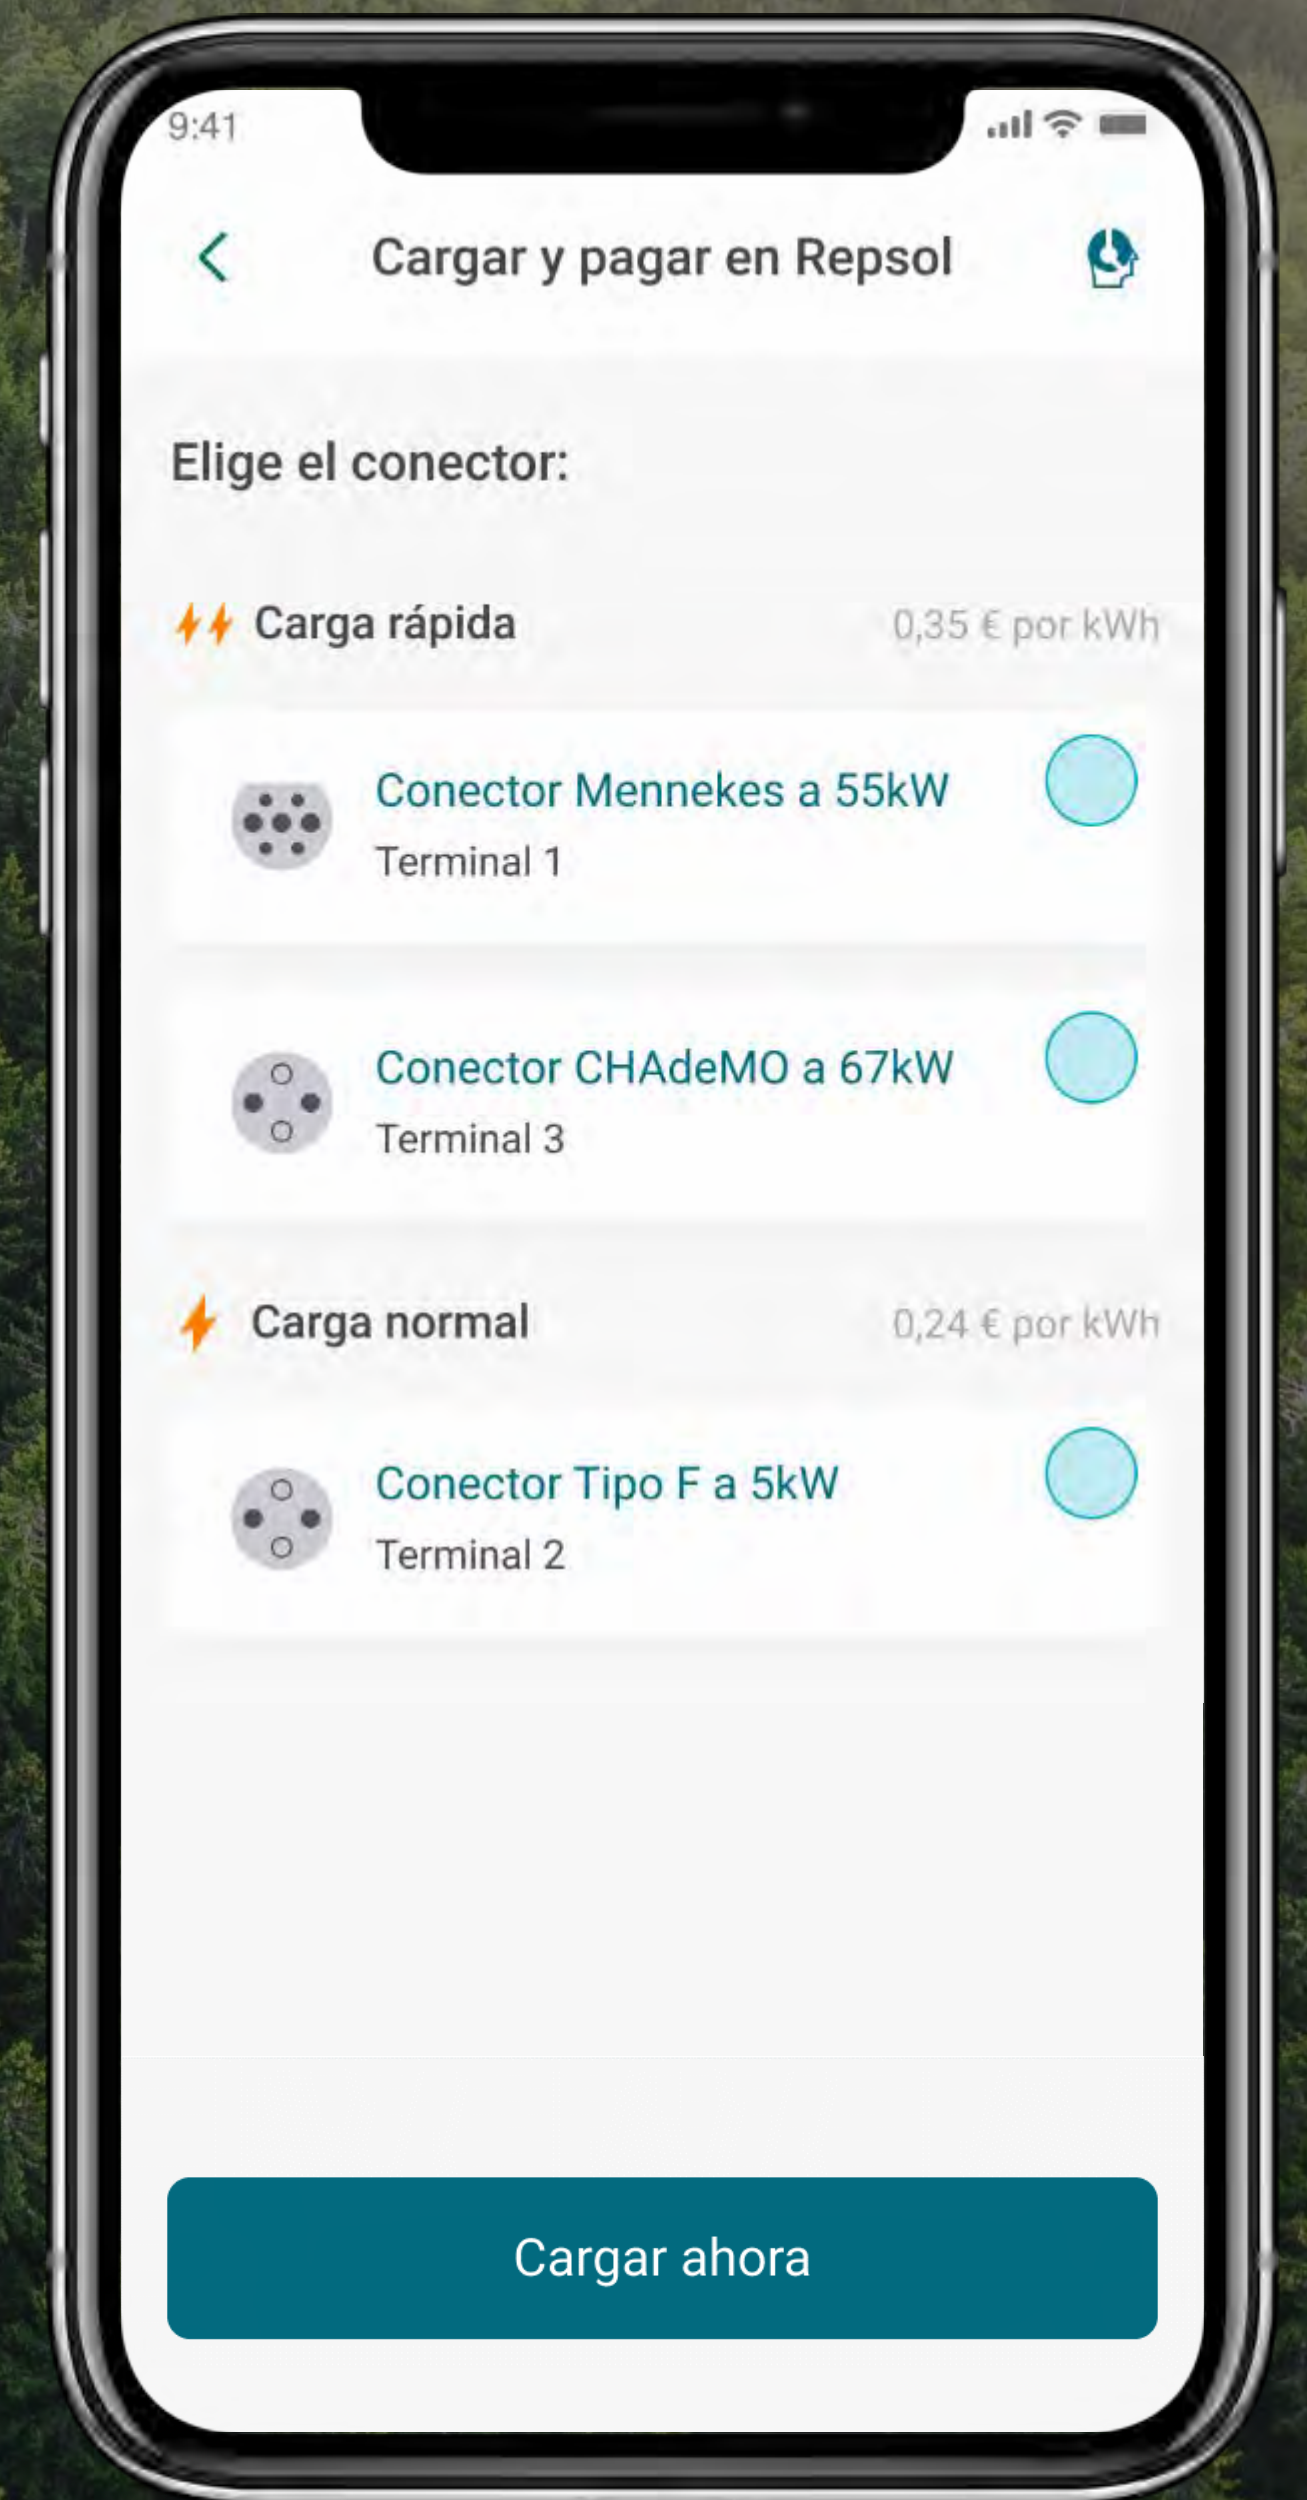 9:41
Cargar y pagar en Repsol
Elige el conector:
Carga rápida 0,35 € por kWh
Conector Mennekes a 55kW
Terminal 1
Conector CHAdeMO a 67kW
Terminal 3
Carga normal 0,24 € por kWh
Conector Tipo F a 5kW
Terminal 2
Cargar ahora